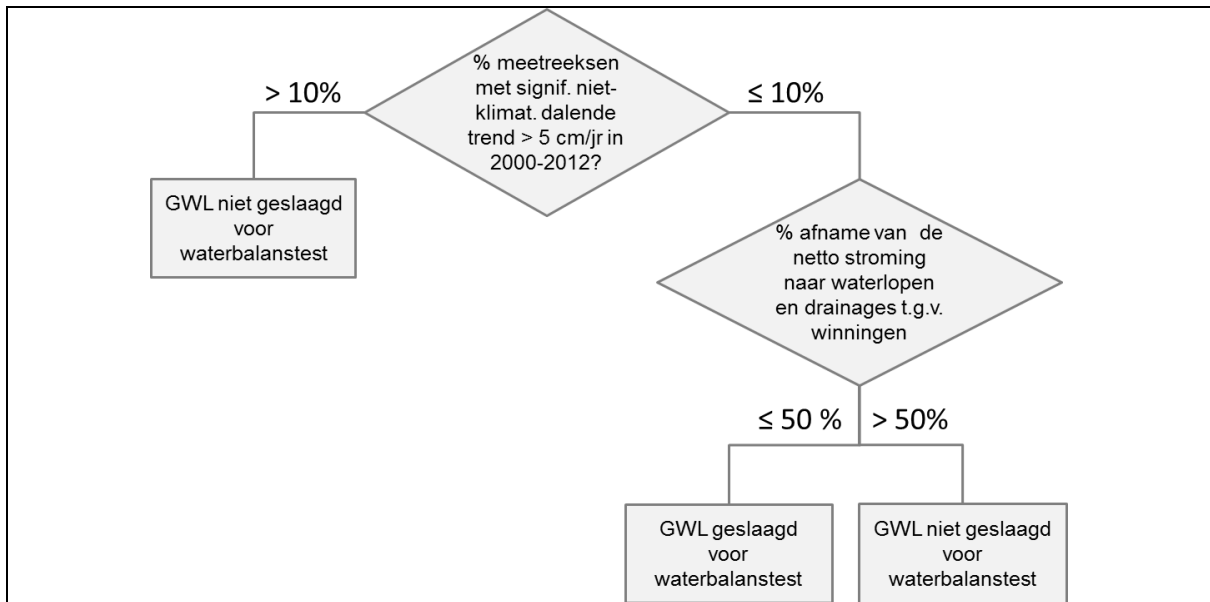 % meetreeksen
met signif. niet-
klimat. dalende
trend > 5 cm/jr in
2000-2012?
> 10%
≤ 10%
GWL niet geslaagd
voor
waterbalanstest
% afname van de
netto stroming
naar waterlopen
en drainages t.g.v.
winningen
≤ 50 %
> 50%
GWL geslaagd
voor
waterbalanstest
GWL niet geslaagd
voor
waterbalanstest